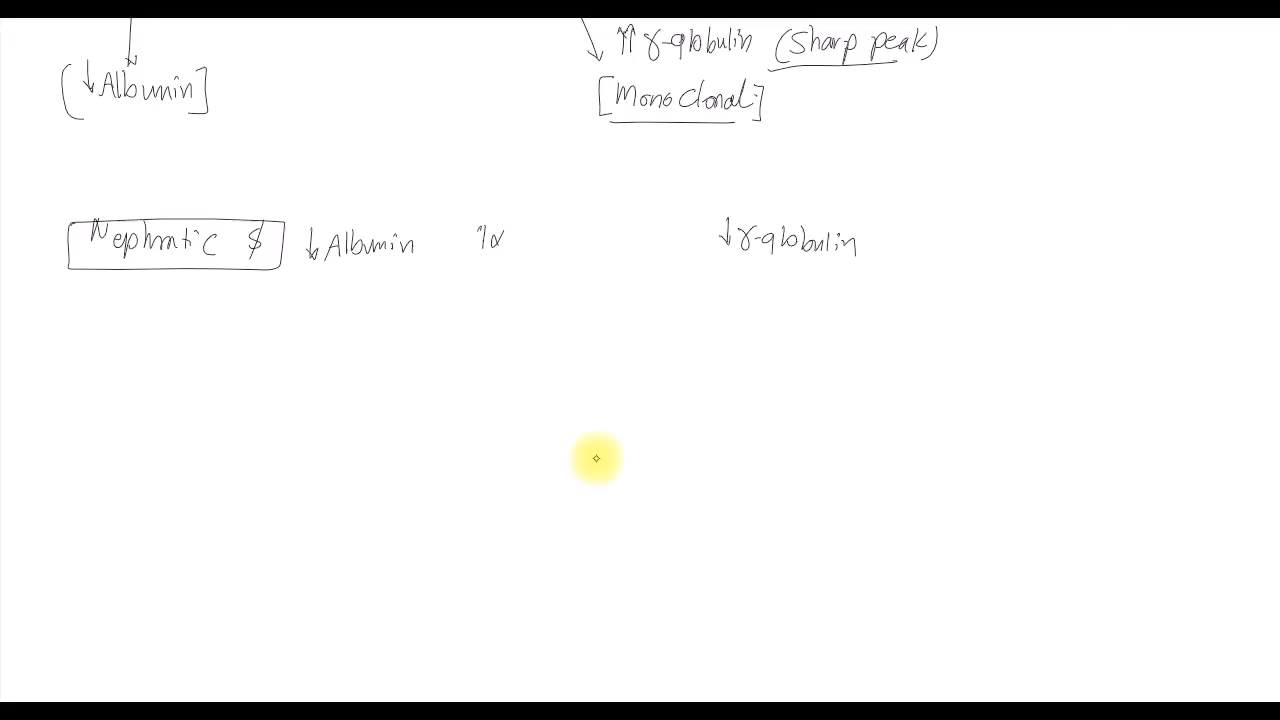 ↑↑ γ-globulin (Sharp peak)
(↓ Albumin]
[Monoclonal]
Nephrotic $ ↓ Albumin ↑α ↓ γ-globulin